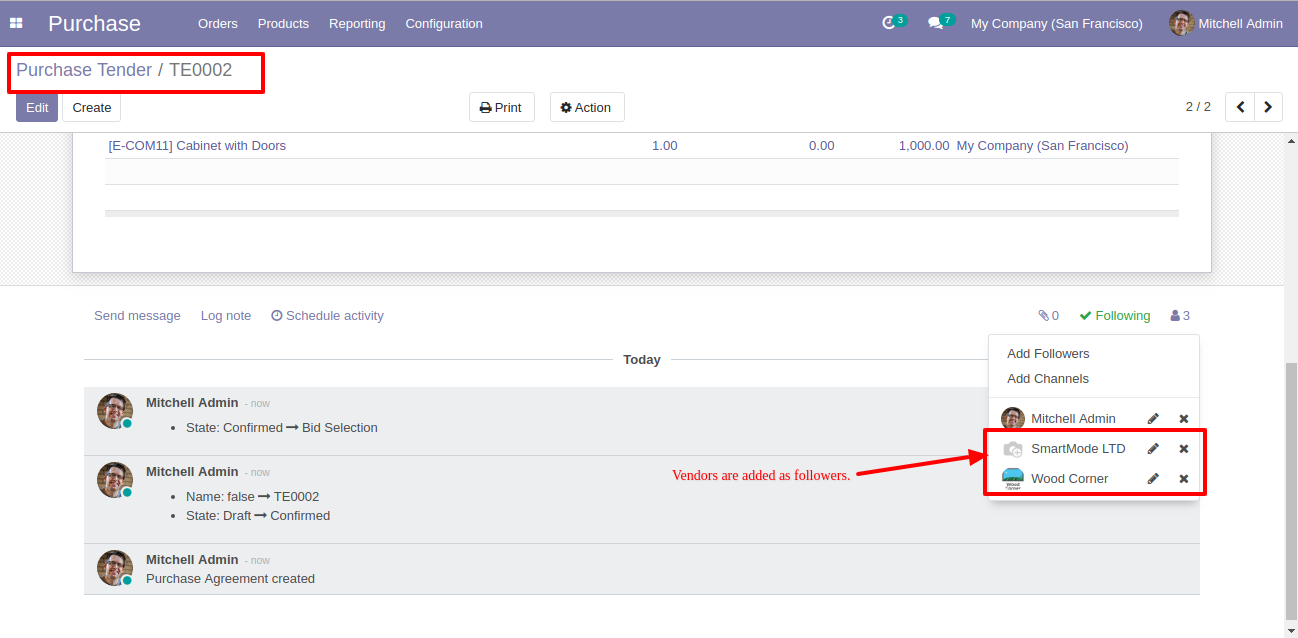 Purchase Orders Products Reporting Configuration 3 7 My Company (San Francisco) Mitchell Admin
Purchase Tender / TE0002
Edit Create Print Action 2 / 2
[E-COM11] Cabinet with Doors 1.00 0.00 1,000.00 My Company (San Francisco)
Send message Log note Schedule activity 0 Following 3
Today
Add Followers
Add Channels
Mitchell Admin
SmartMode LTD
Wood Corner
Vendors are added as followers.
Mitchell Admin - now
• State: Confirmed → Bid Selection
Mitchell Admin - now
• Name: false → TE0002
• State: Draft → Confirmed
Mitchell Admin - now
Purchase Agreement created